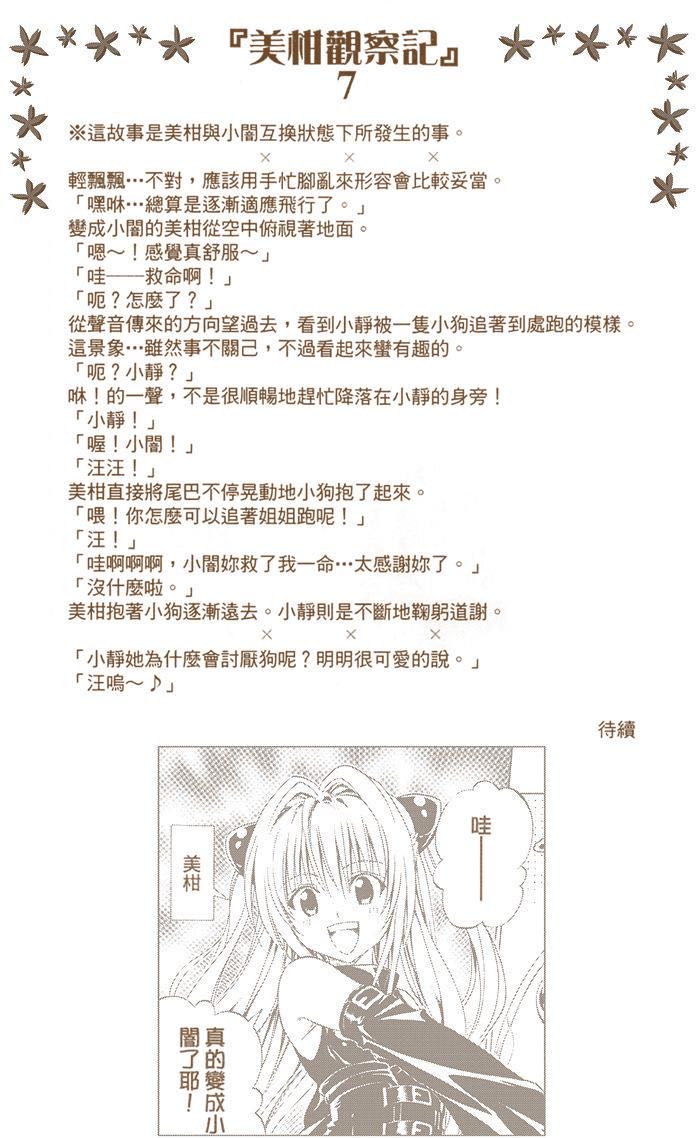 『美柑觀察記』
7
※這故事是美柑與小闇互換狀態下所發生的事。
× × ×
輕飄飄…不對，應該用手忙腳亂來形容會比較妥當。
「嘿咻…總算是逐漸適應飛行了。」
變成小闇的美柑從空中俯視著地面。
「嗯～！感覺真舒服～」
「哇——救命啊！」
「呃？怎麼了？」
從聲音傳來的方向望過去，看到小靜被一隻小狗追著到處跑的模樣。
這景象…雖然事不關己，不過看起來蠻有趣的。
「呃？小靜？」
咻！的一聲，不是很順暢地趕忙降落在小靜的身旁！
「小靜！」
「喔！小闇！」
「汪汪！」
美柑直接將尾巴不停晃動地小狗抱了起來。
「喂！你怎麼可以追著姐姐跑呢！」
「汪！」
「哇啊啊啊，小闇妳救了我一命…太感謝妳了。」
「沒什麼啦。」
美柑抱著小狗逐漸遠去。小靜則是不斷地鞠躬道謝。
× × ×
「小靜她為什麼會討厭狗呢？明明很可愛的說。」
「汪嗚～♪」
待續
哇——
美柑
真的變成小
闇了耶！